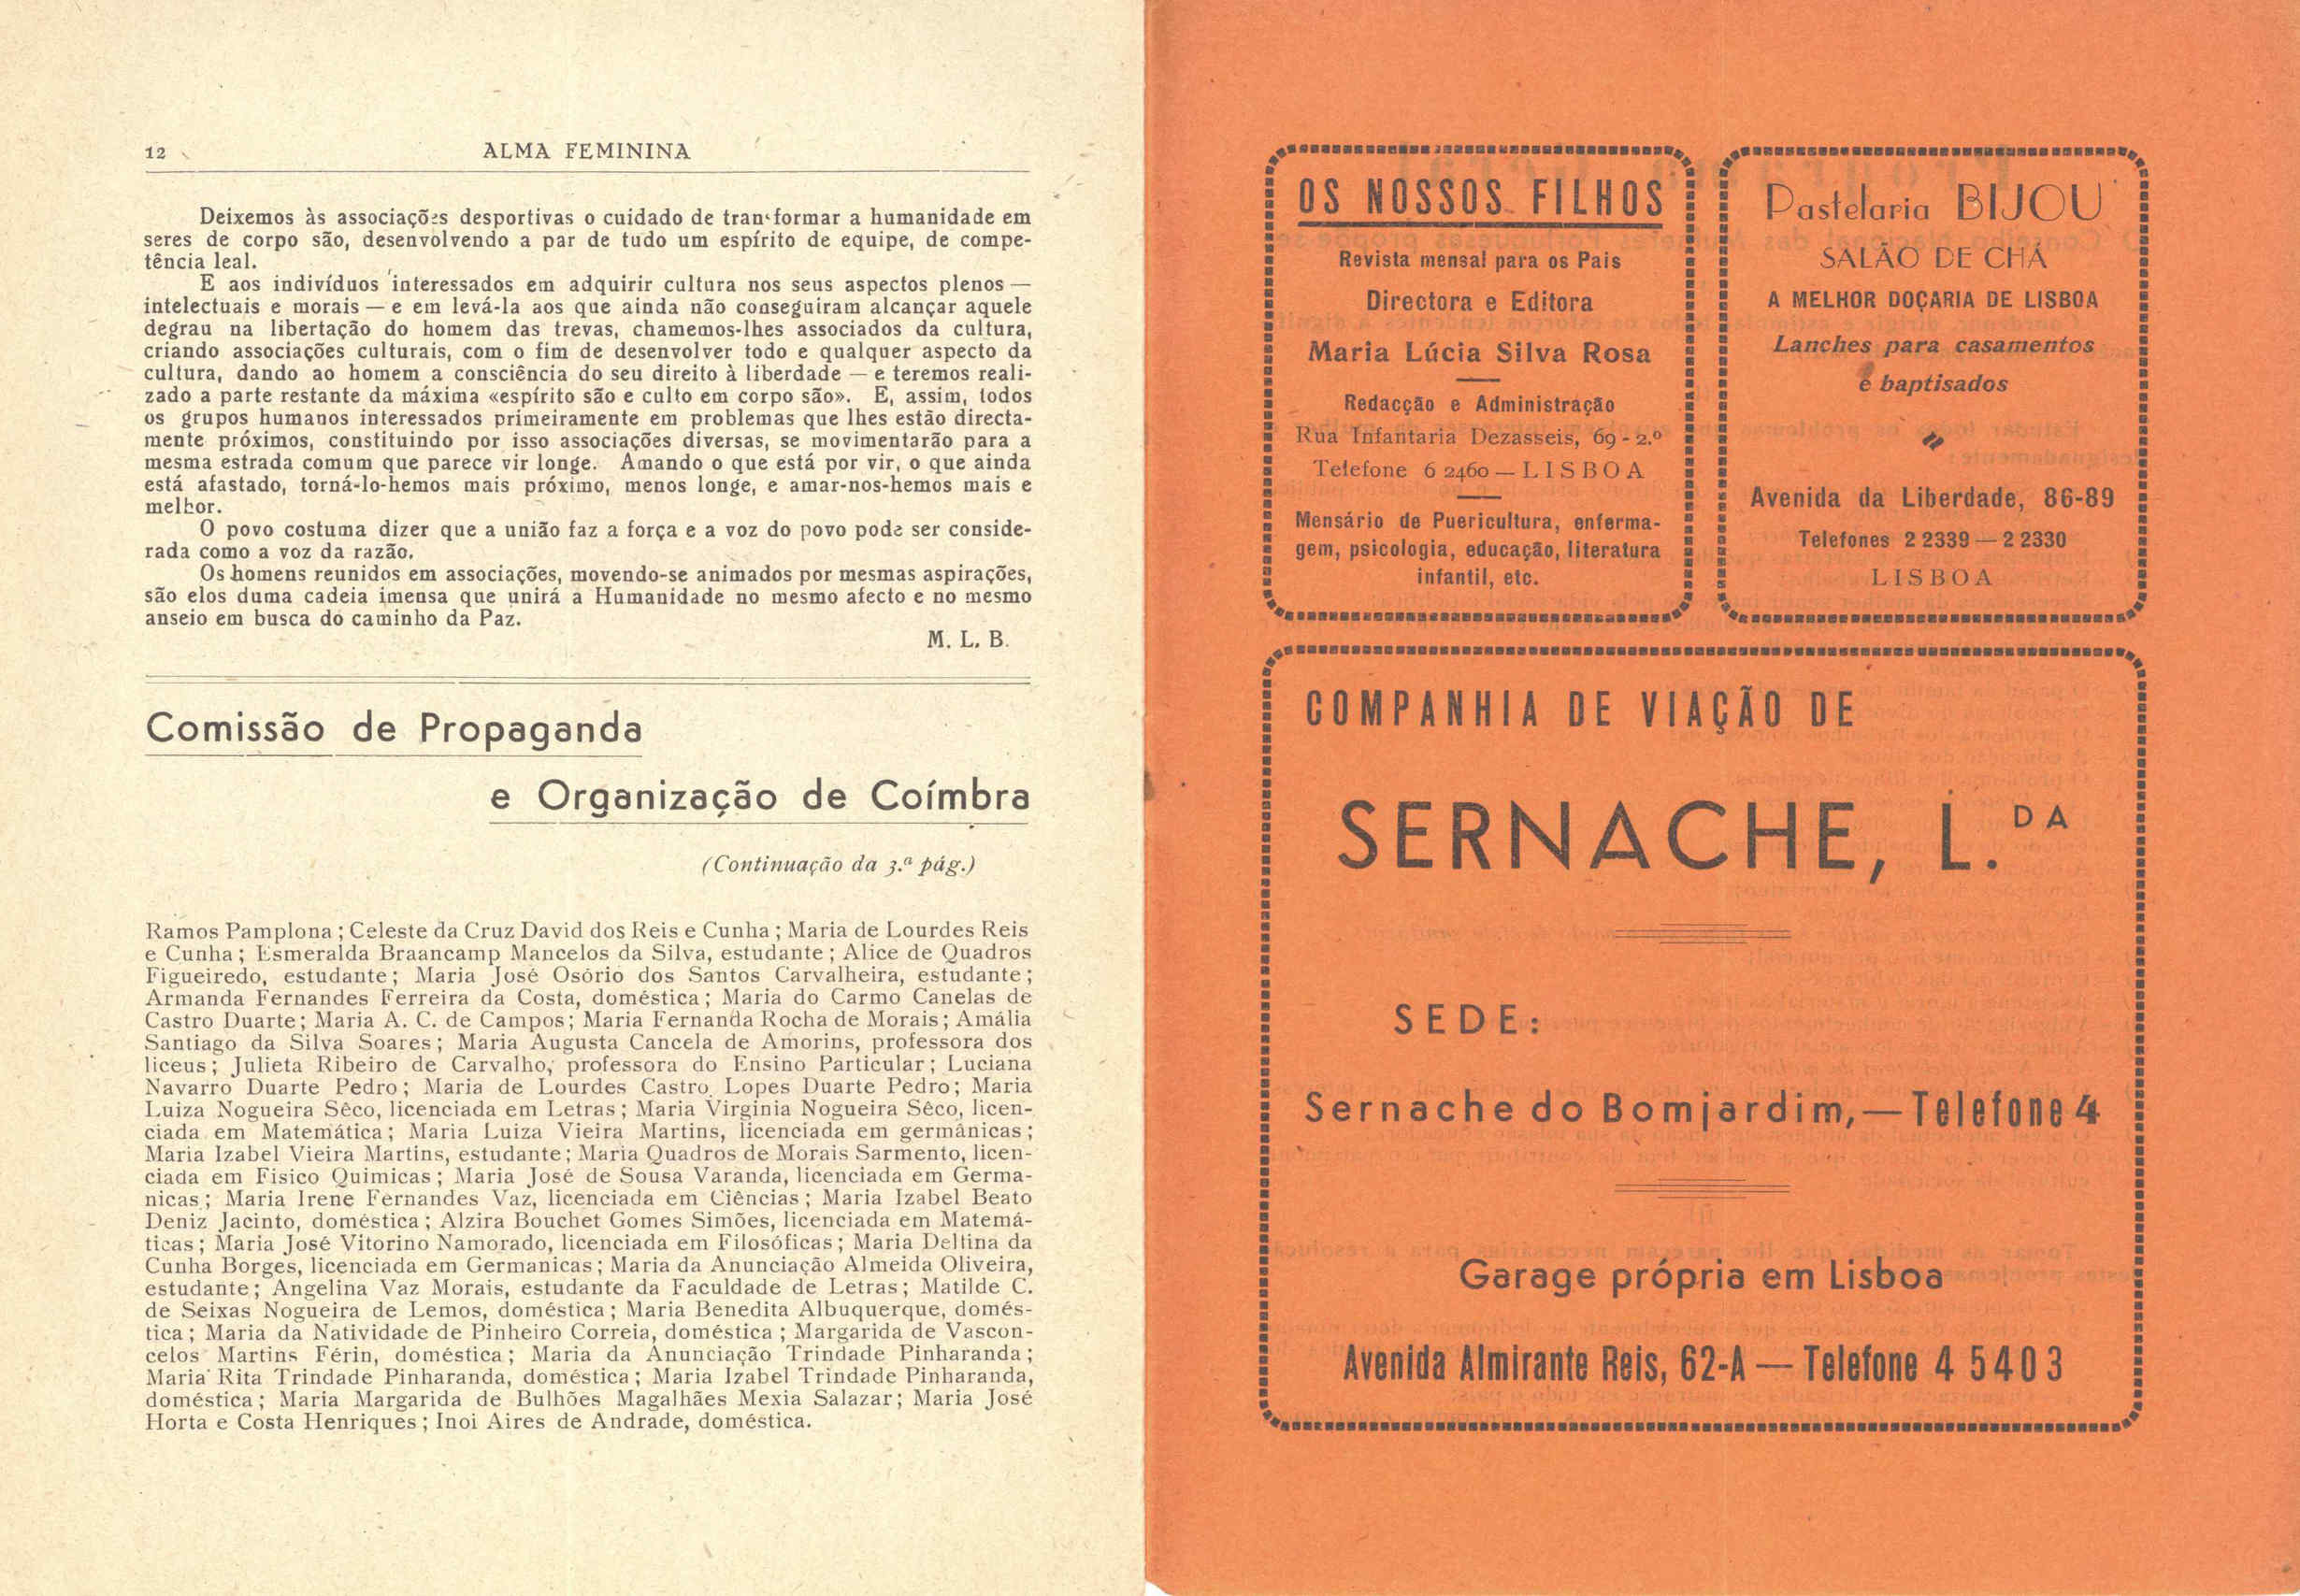 12
ALMA FEMININA
Deixemos às associações desportivas o cuidado de transformar a humanidade em
seres de corpo são, desenvolvendo a par de tudo um espírito de equipe, de compe-
tência leal.
E aos indivíduos interessados em adquirir cultura nos seus aspectos plenos —
intelectuais e morais — e em levá-la aos que ainda não conseguiram alcançar aquele
degrau na libertação do homem das trevas, chamemos-lhes associados da cultura,
criando associações culturais, com o fim de desenvolver todo e qualquer aspecto da
cultura, dando ao homem a consciência do seu direito à liberdade — e teremos reali-
zado a parte restante da máxima «espírito são e culto em corpo são». E, assim, todos
os grupos humanos interessados primeiramente em problemas que lhes estão directa-
mente próximos, constituindo por isso associações diversas, se movimentarão para a
mesma estrada comum que parece vir longe. Amando o que está por vir, o que ainda
está afastado, torná-lo-hemos mais próximo, menos longe, e amar-nos-hemos mais e
melhor.
O povo costuma dizer que a união faz a força e a voz do povo pode ser conside-
rada como a voz da razão.
Os homens reunidos em associações, movendo-se animados por mesmas aspirações,
são elos duma cadeia imensa que unirá a Humanidade no mesmo afecto e no mesmo
anseio em busca do caminho da Paz.
M. L. B.
Comissão de Propaganda
e Organização de Coímbra
(Continuação da 3.ª pág.)
Ramos Pamplona ; Celeste da Cruz David dos Reis e Cunha ; Maria de Lourdes Reis
e Cunha ; Esmeralda Braancamp Mancelos da Silva, estudante ; Alice de Quadros
Figueiredo, estudante ; Maria José Osório dos Santos Carvalheira, estudante ;
Armanda Fernandes Ferreira da Costa, doméstica ; Maria do Carmo Canelas de
Castro Duarte ; Maria A. C. de Campos ; Maria Fernanda Rocha de Morais ; Amália
Santiago da Silva Soares ; Maria Augusta Cancela de Amorins, professora dos
liceus ; Julieta Ribeiro de Carvalho, professora do Ensino Particular ; Luciana
Navarro Duarte Pedro ; Maria de Lourdes Castro Lopes Duarte Pedro ; Maria
Luiza Nogueira Sêco, licenciada em Letras ; Maria Virginia Nogueira Sêco, licen-
ciada em Matemática ; Maria Luiza Vieira Martins, licenciada em germânicas ;
Maria Izabel Vieira Martins, estudante ; Maria Quadros de Morais Sarmento, licen-
ciada em Fisico Quimicas ; Maria José de Sousa Varanda, licenciada em Germa-
nicas ; Maria Irene Fernandes Vaz, licenciada em Ciências ; Maria Izabel Beato
Deniz Jacinto, doméstica ; Alzira Bouchet Gomes Simões, licenciada em Matemá-
ticas ; Maria José Vitorino Namorado, licenciada em Filosóficas ; Maria Delfina da
Cunha Borges, licenciada em Germanicas ; Maria da Anunciação Almeida Oliveira,
estudante ; Angelina Vaz Morais, estudante da Faculdade de Letras ; Matilde C.
de Seixas Nogueira de Lemos, doméstica ; Maria Benedita Albuquerque, domés-
tica ; Maria da Natividade de Pinheiro Correia, doméstica ; Margarida de Vascon-
celos Martins Férin, doméstica ; Maria da Anunciação Trindade Pinharanda ;
Maria Rita Trindade Pinharanda, doméstica ; Maria Izabel Trindade Pinharanda,
doméstica ; Maria Margarida de Bulhões Magalhães Mexia Salazar ; Maria José
Horta e Costa Henriques ; Inoi Aires de Andrade, doméstica.
OS NOSSOS FILHOS
Revista mensal para os Pais
Directora e Editora
Maria Lúcia Silva Rosa
Redacção e Administração
Rua Infantaria Dezasseis, 69 - 2.º
Telefone 6 2460 — LISBOA
Mensário de Puericultura, enferma-
gem, psicologia, educação, literatura
infantil, etc.
Pastelaria BIJOU
SALÃO DE CHÁ
A MELHOR DOÇARIA DE LISBOA
Lanches para casamentos
e baptisados
Avenida da Liberdade, 86-89
Telefones 2 2339 — 2 2330
LISBOA
COMPANHIA DE VIAÇÃO DE
SERNACHE, L.DA
SEDE:
Sernache do Bomjardim, — Telefone 4
Garage própria em Lisboa
Avenida Almirante Reis, 62-A — Telefone 4 5403